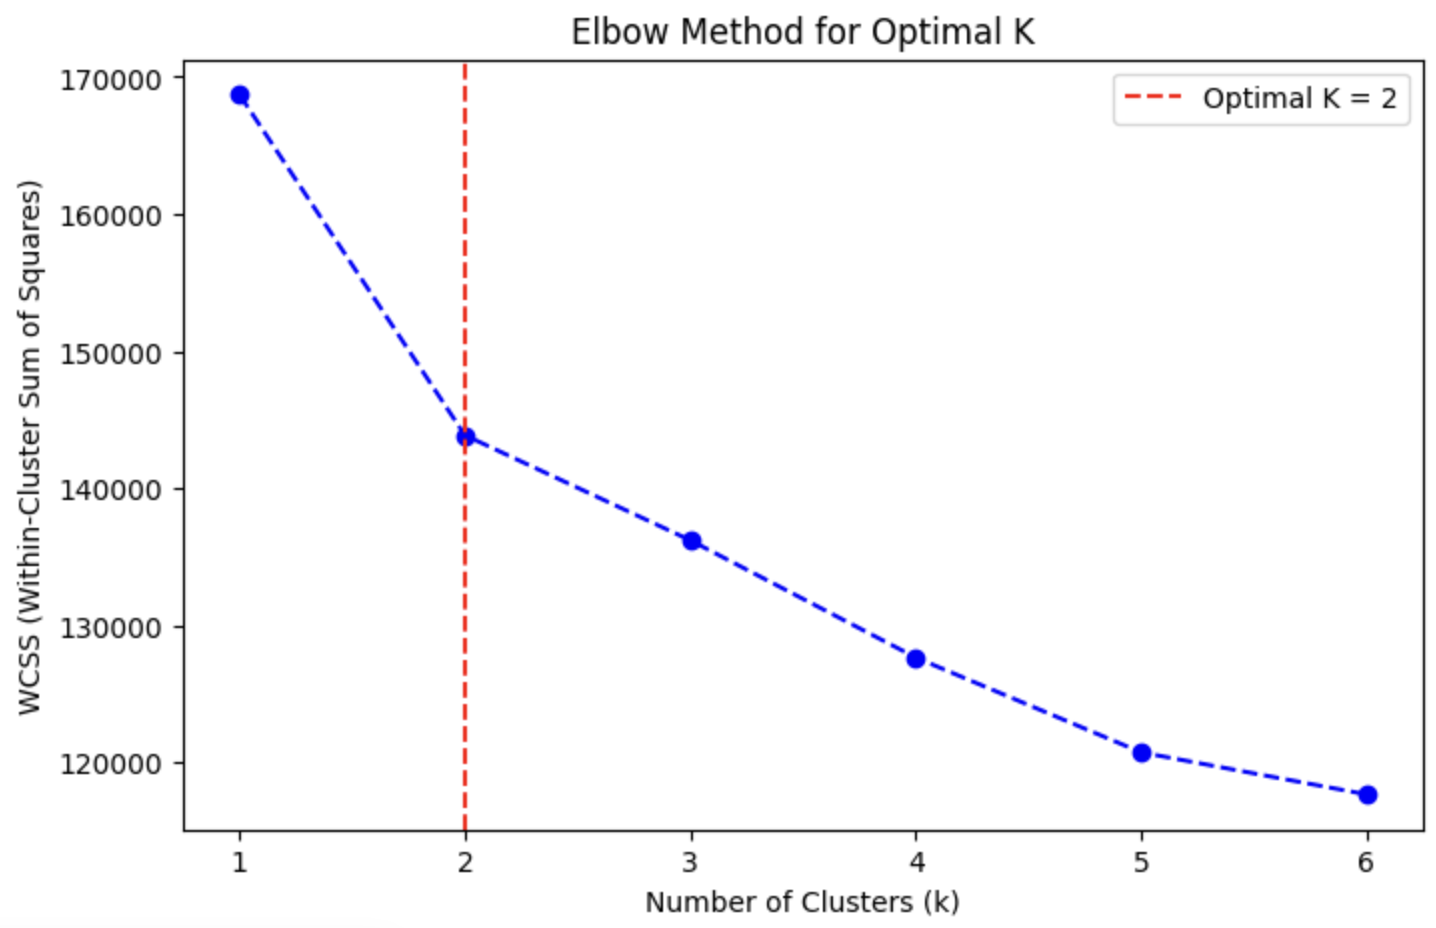 Elbow Method for Optimal K
Optimal K = 2
WCSS (Within-Cluster Sum of Squares)
170000
160000
150000
140000
130000
120000
1 2 3 4 5 6
Number of Clusters (k)